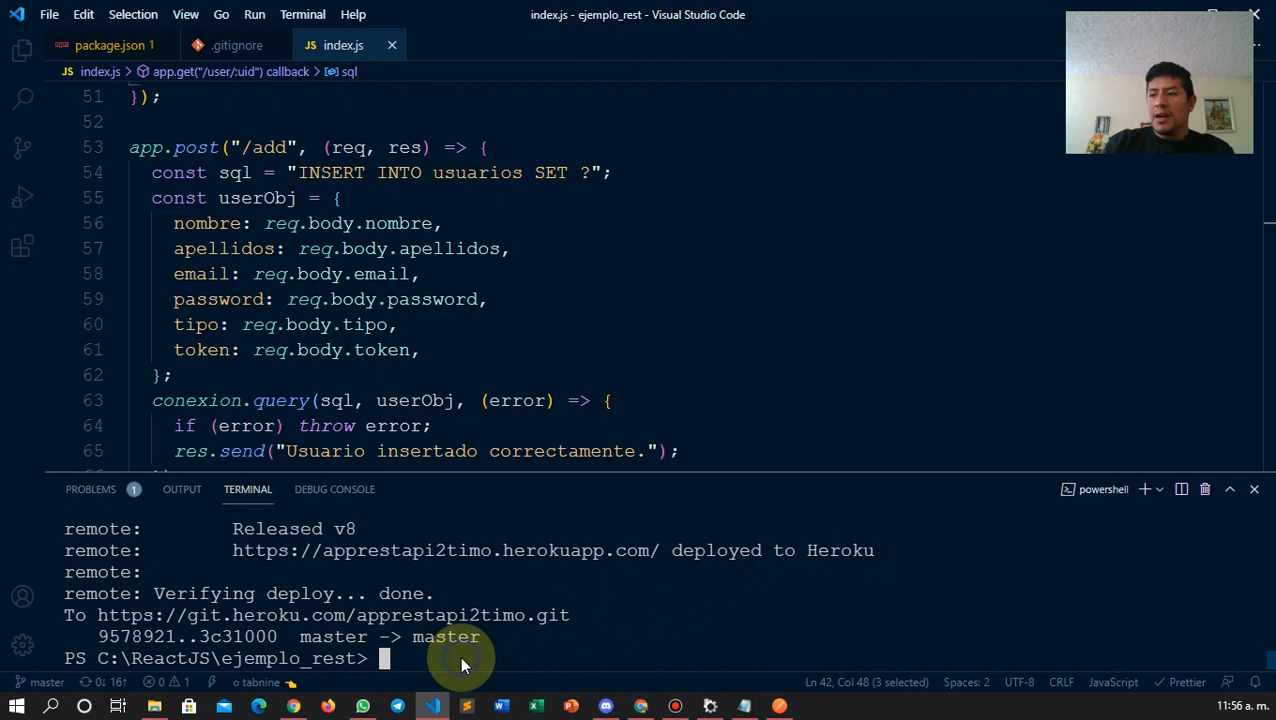 File Edit Selection View Go Run Terminal Help
index.js - ejemplo_rest - Visual Studio Code
package.json 1 .gitignore JS index.js
JS index.js > app.get("/user/:uid") callback > sql
51 });
52
53 app.post("/add", (req, res) => {
54 const sql = "INSERT INTO usuarios SET ?";
55 const userObj = {
56 nombre: req.body.nombre,
57 apellidos: req.body.apellidos,
58 email: req.body.email,
59 password: req.body.password,
60 tipo: req.body.tipo,
61 token: req.body.token,
62 };
63 conexion.query(sql, userObj, (error) => {
64 if (error) throw error;
65 res.send("Usuario insertado correctamente.");
PROBLEMS 1 OUTPUT TERMINAL DEBUG CONSOLE powershell
remote: Released v8
remote: https://apprestapi2timo.herokuapp.com/ deployed to Heroku
remote:
remote: Verifying deploy... done.
To https://git.heroku.com/apprestapi2timo.git
9578921..3c31000 master -> master
PS C:\ReactJS\ejemplo_rest>
master 0↓ 16↑ 0 1 tabnine Ln 42, Col 48 (3 selected) Spaces: 2 UTF-8 CRLF JavaScript Prettier
11:56 a. m.